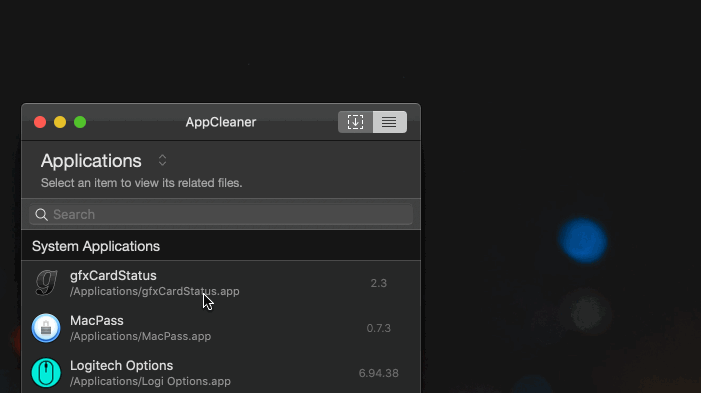 AppCleaner
Applications
Select an item to view its related files.
Search
System Applications
gfxCardStatus
/Applications/gfxCardStatus.app
2.3
MacPass
/Applications/MacPass.app
0.7.3
Logitech Options
/Applications/Logi Options.app
6.94.38